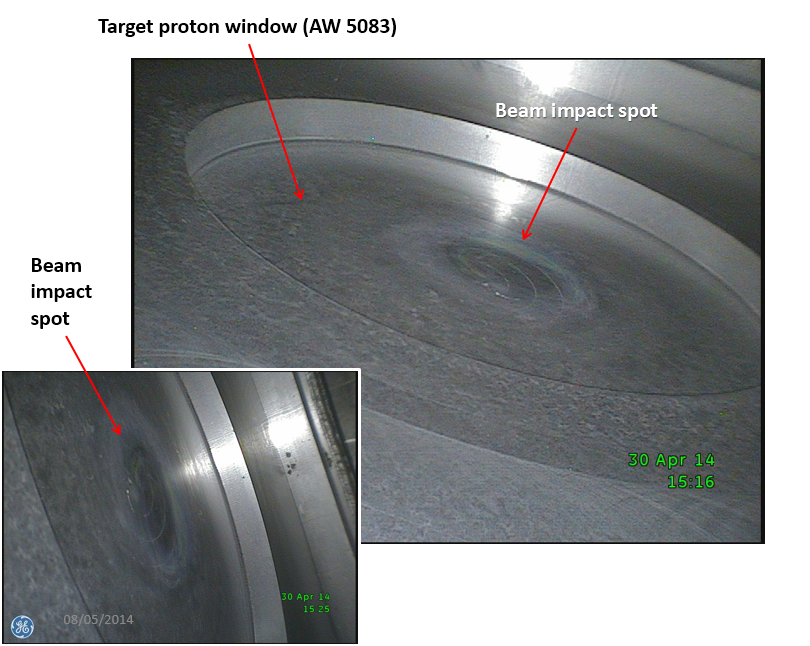 Target proton window (AW 5083)
Beam impact spot
Beam
impact
spot
30 Apr 14
15:16
30 Apr 14
15:25
08/05/2014
GE